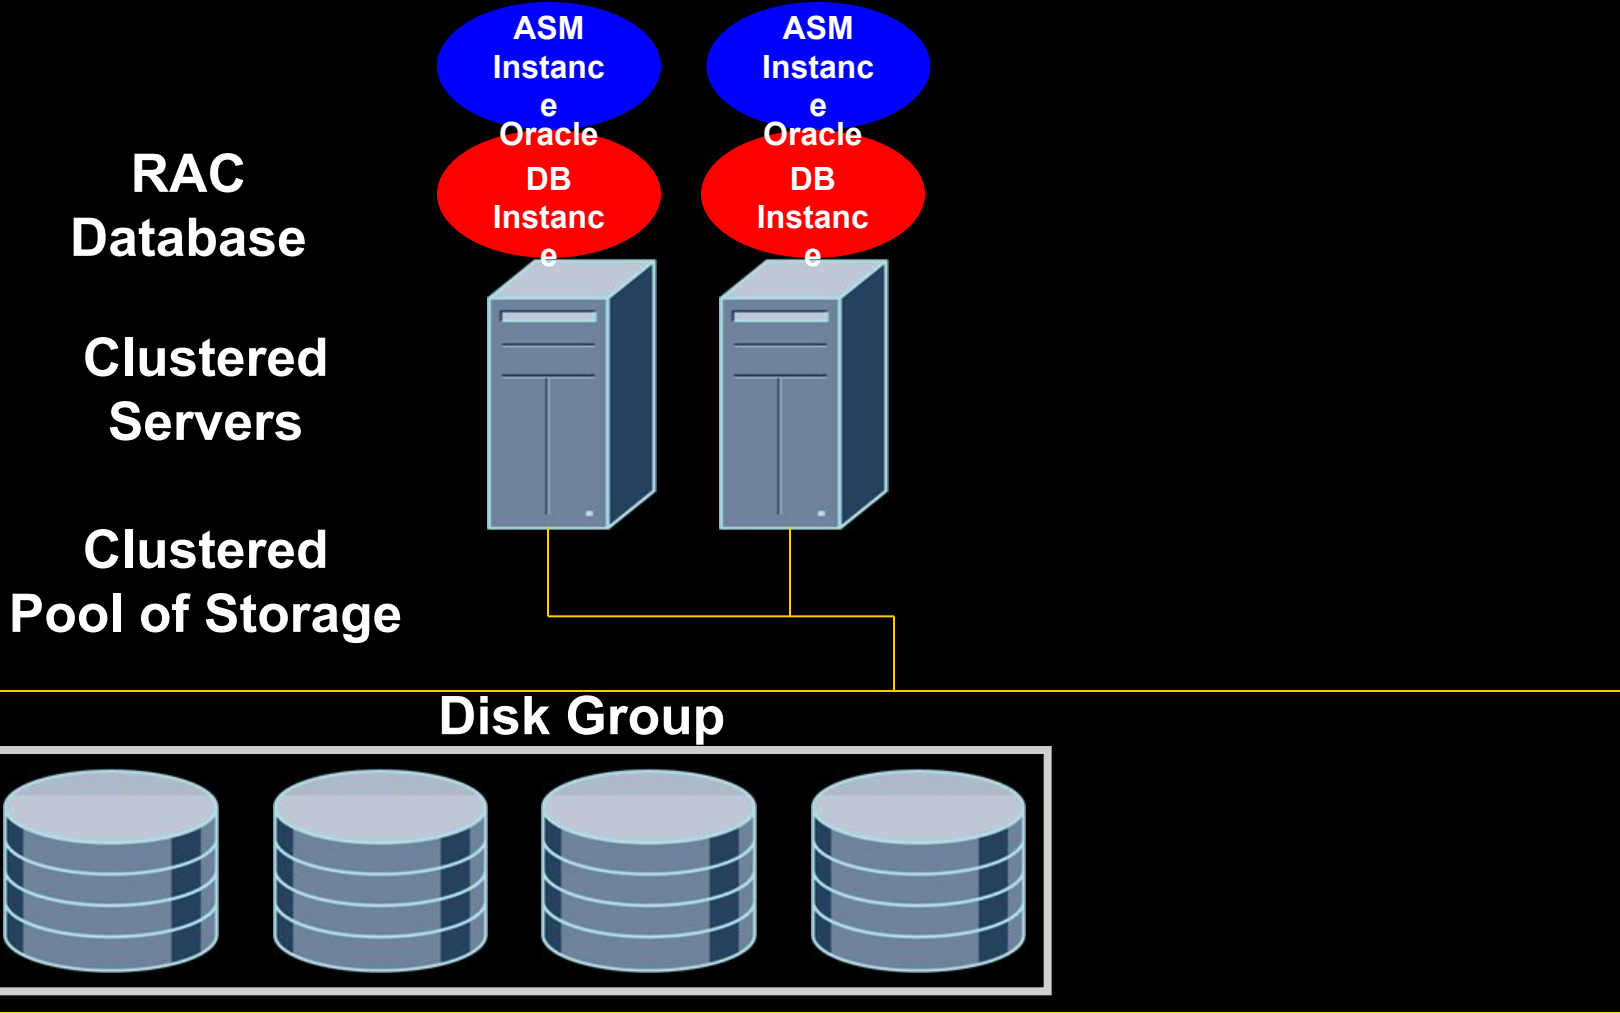 ASM
Instanc
e
ASM
Instanc
e
Oracle
DB
Instanc
e
Oracle
DB
Instanc
e
RAC
Database
Clustered
Servers
Clustered
Pool of Storage
Disk Group